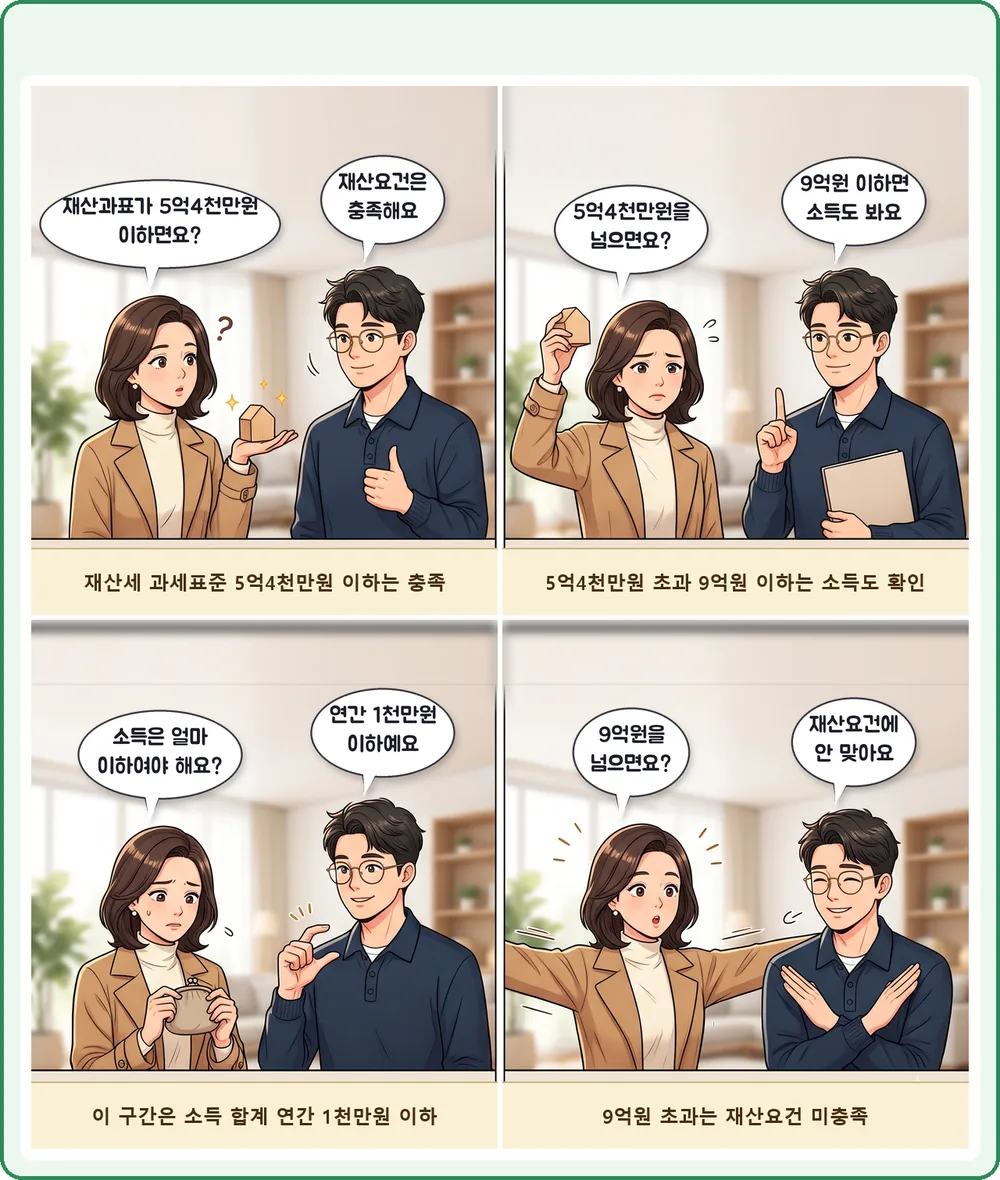 재산과표가 5억4천만원
이하면요?
재산요건은
충족해요
?
재산세 과세표준 5억4천만원 이하는 충족
5억4천만원을
넘으면요?
9억원 이하면
소득도 봐요
5억4천만원 초과 9억원 이하는 소득도 확인
소득은 얼마
이하여야 해요?
연간 1천만원
이하예요
이 구간은 소득 합계 연간 1천만원 이하
9억원을
넘으면요?
재산요건에
안 맞아요
9억원 초과는 재산요건 미충족